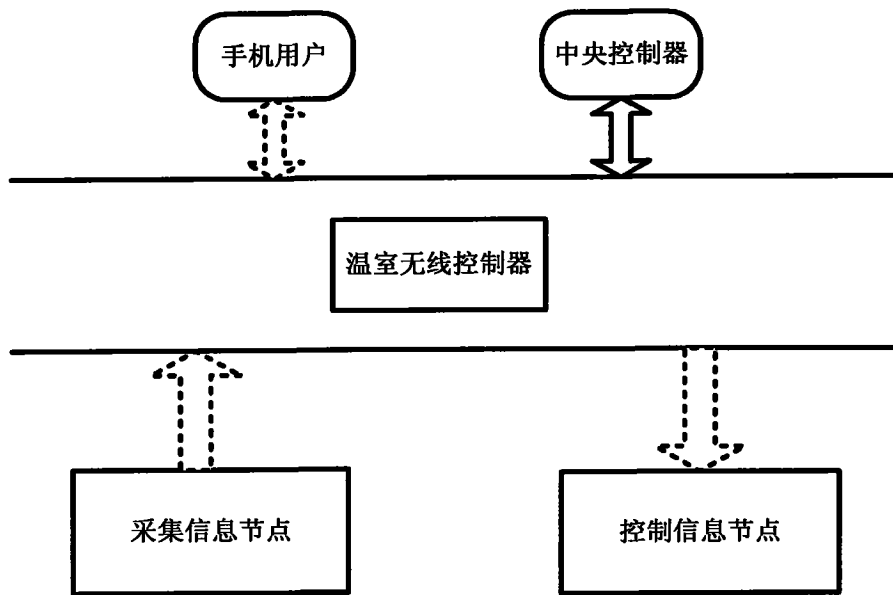 手机用户
中央控制器
温室无线控制器
采集信息节点
控制信息节点